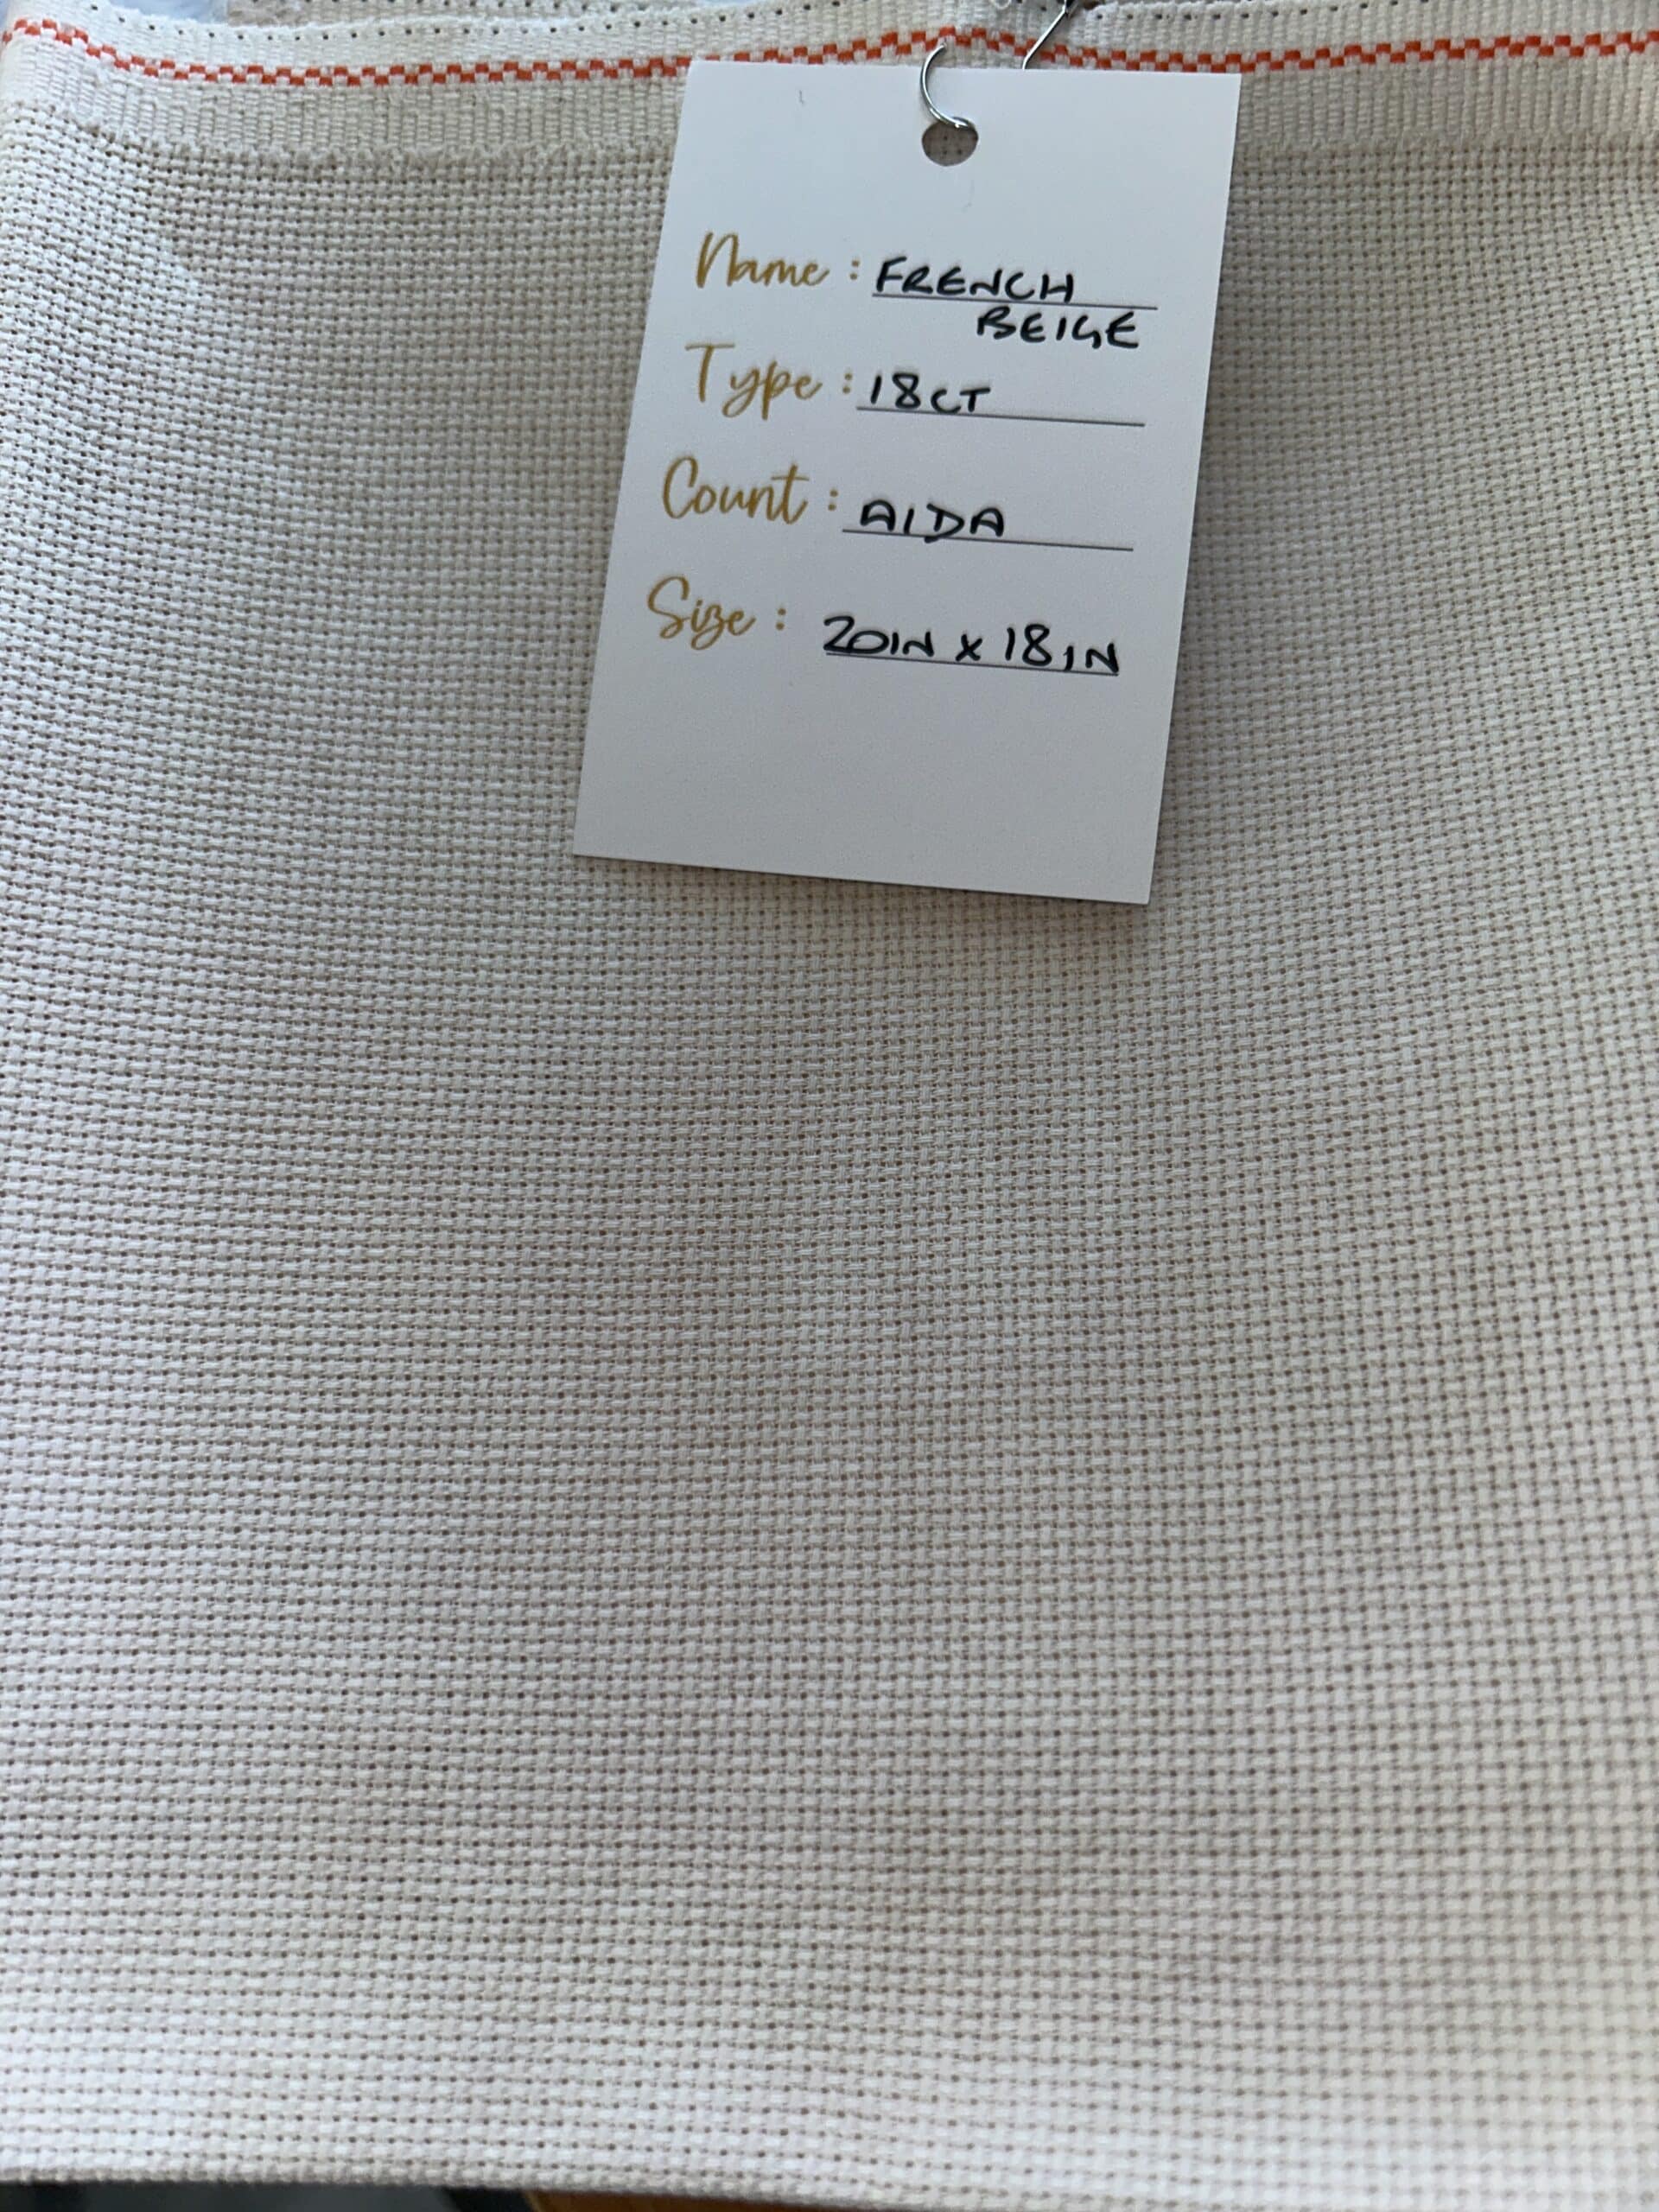 Name : FRENCH
BEIGE
Type : 18CT
Count : AIDA
Size : 20IN x 18IN